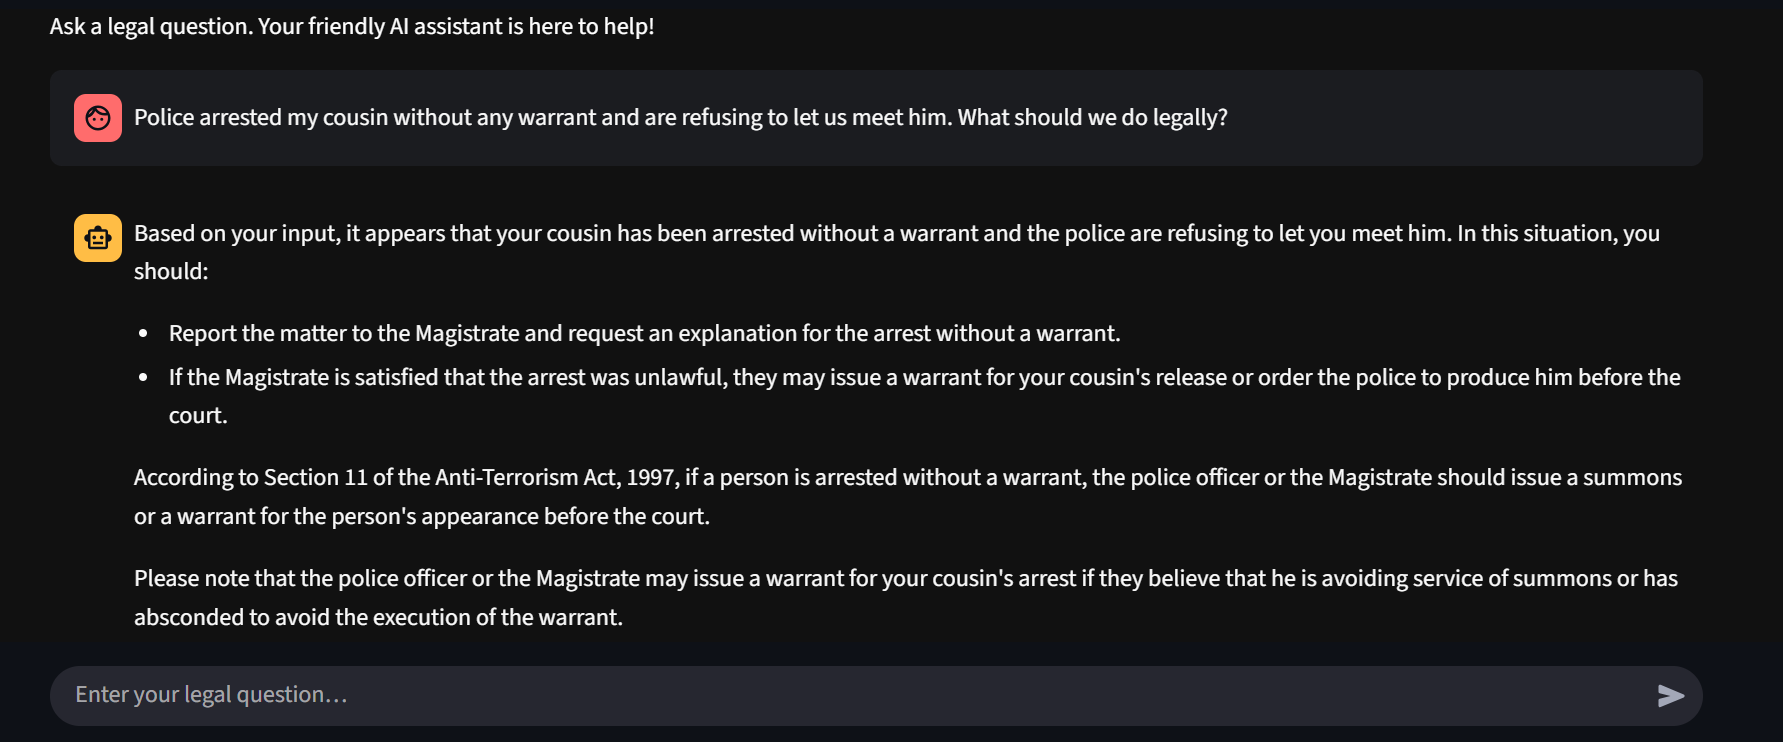 Ask a legal question. Your friendly AI assistant is here to help!
Police arrested my cousin without any warrant and are refusing to let us meet him. What should we do legally?
Based on your input, it appears that your cousin has been arrested without a warrant and the police are refusing to let you meet him. In this situation, you
should:
• Report the matter to the Magistrate and request an explanation for the arrest without a warrant.
• If the Magistrate is satisfied that the arrest was unlawful, they may issue a warrant for your cousin's release or order the police to produce him before the
court.
According to Section 11 of the Anti-Terrorism Act, 1997, if a person is arrested without a warrant, the police officer or the Magistrate should issue a summons
or a warrant for the person's appearance before the court.
Please note that the police officer or the Magistrate may issue a warrant for your cousin's arrest if they believe that he is avoiding service of summons or has
absconded to avoid the execution of the warrant.
Enter your legal question…